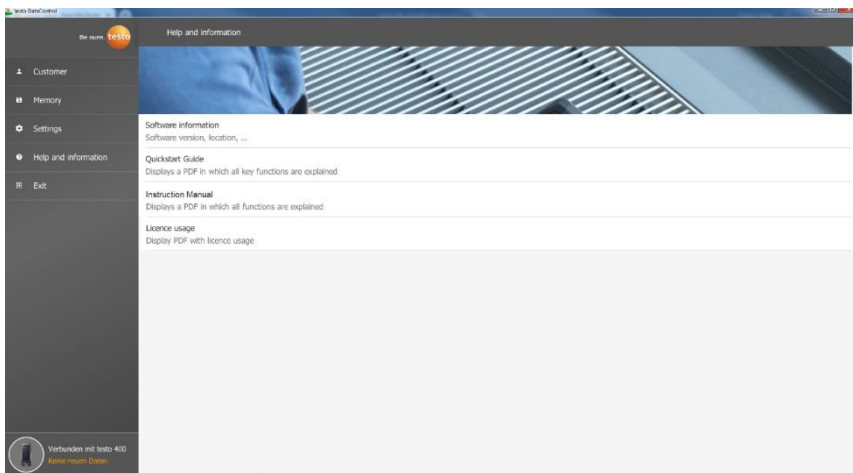 testo DataControl
Be sure. testo
Help and information
Customer
Memory
Settings
Help and information
Exit
Software information
Software version, location, ...
Quickstart Guide
Displays a PDF in which all key functions are explained
Instruction Manual
Displays a PDF in which all functions are explained
Licence usage
Display PDF with licence usage
Verbunden mit testo 400
Keine neuen Daten